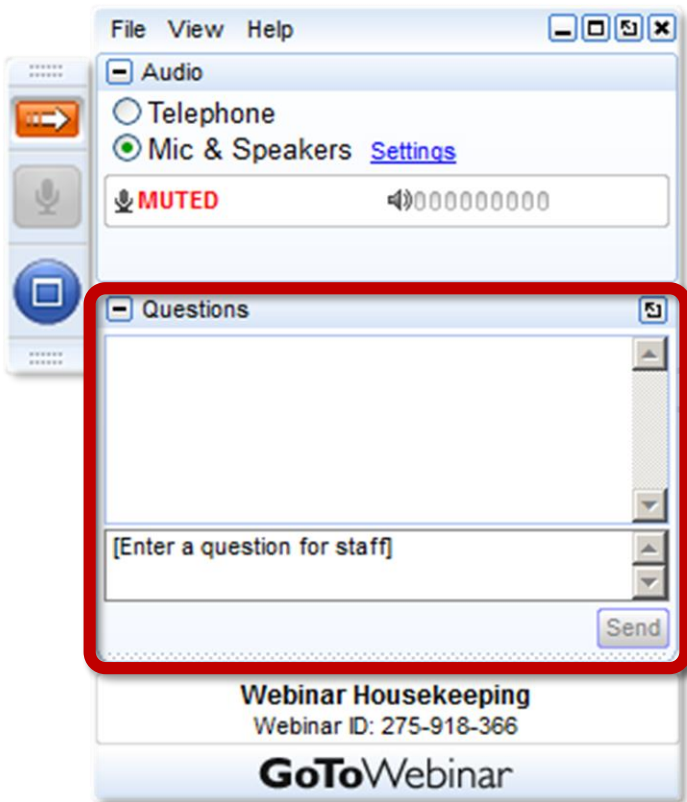 File View Help
Audio
Telephone
Mic & Speakers Settings
MUTED 000000000
Questions
[Enter a question for staff]
Send
Webinar Housekeeping
Webinar ID: 275-918-366
GoToWebinar